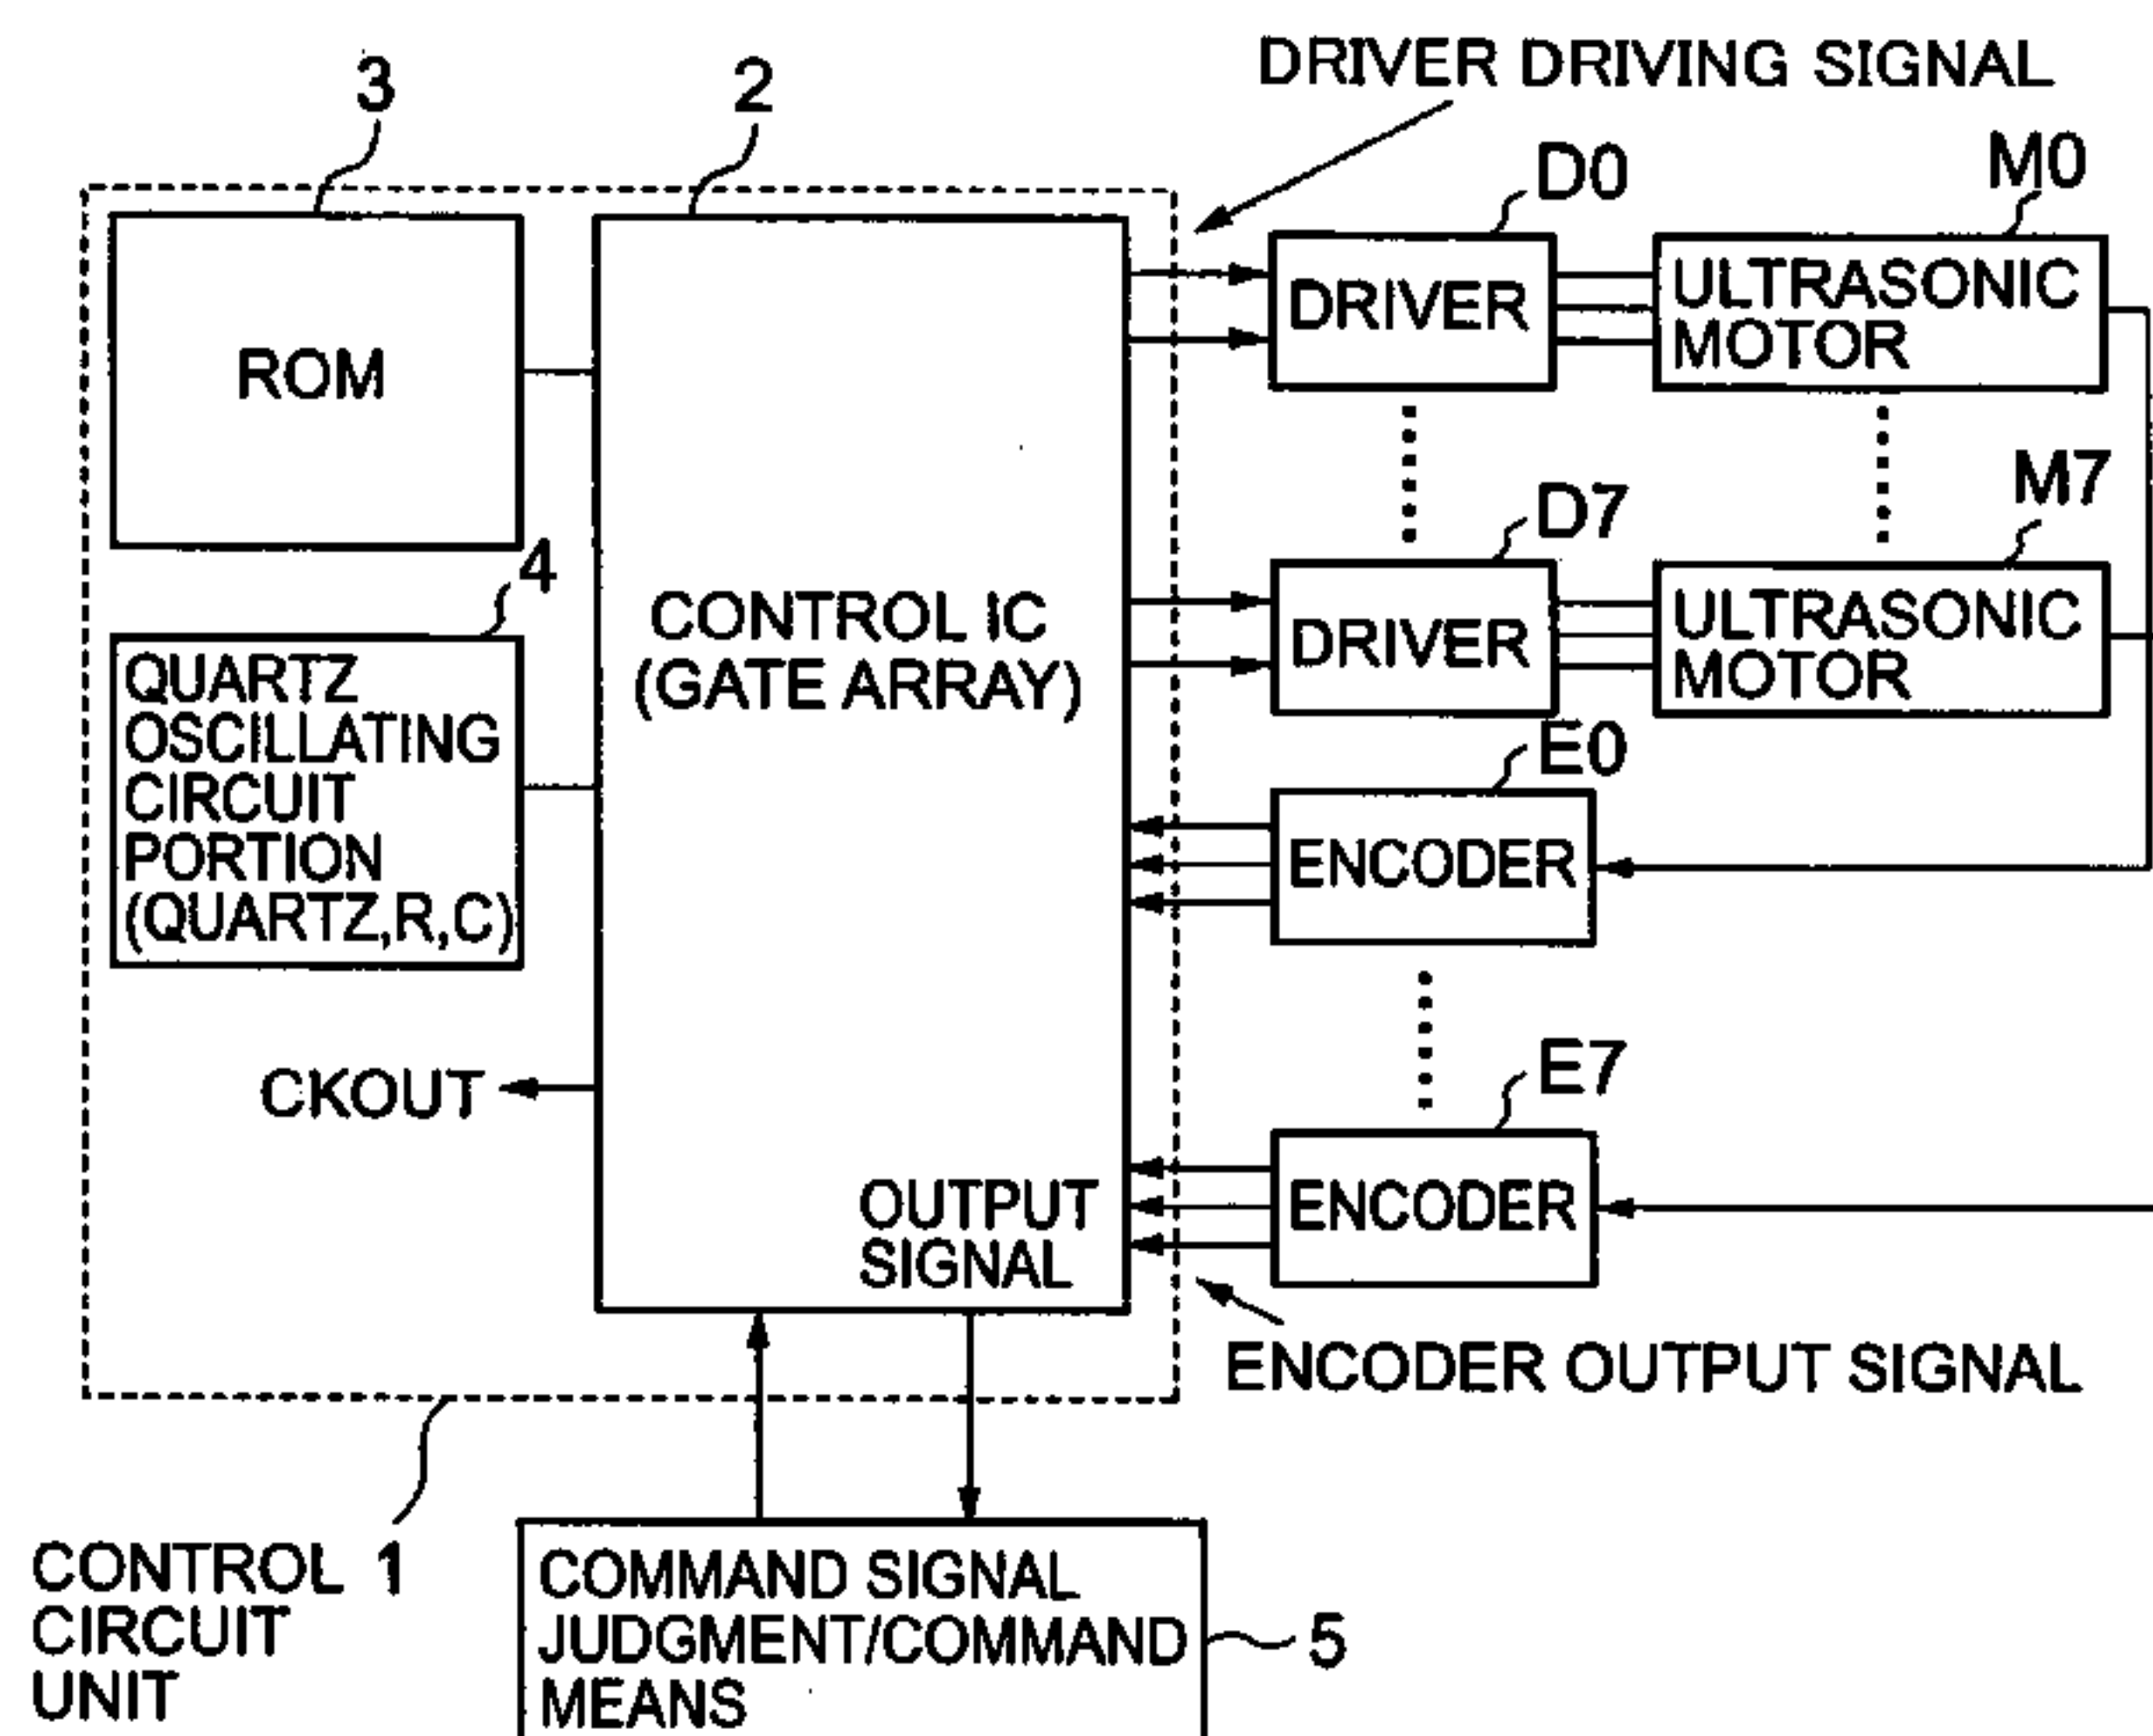 DRIVER DRIVING SIGNAL
3
2
D0
M0
ROM
DRIVER
ULTRASONIC
MOTOR
D7
M7
4
CONTROL IC
(GATE ARRAY)
DRIVER
ULTRASONIC
MOTOR
QUARTZ
OSCILLATING
CIRCUIT
PORTION
(QUARTZ,R,C)
E0
ENCODER
CKOUT
E7
OUTPUT
SIGNAL
ENCODER
ENCODER OUTPUT SIGNAL
CONTROL 1
CIRCUIT
UNIT
COMMAND SIGNAL
JUDGMENT/COMMAND
MEANS
5